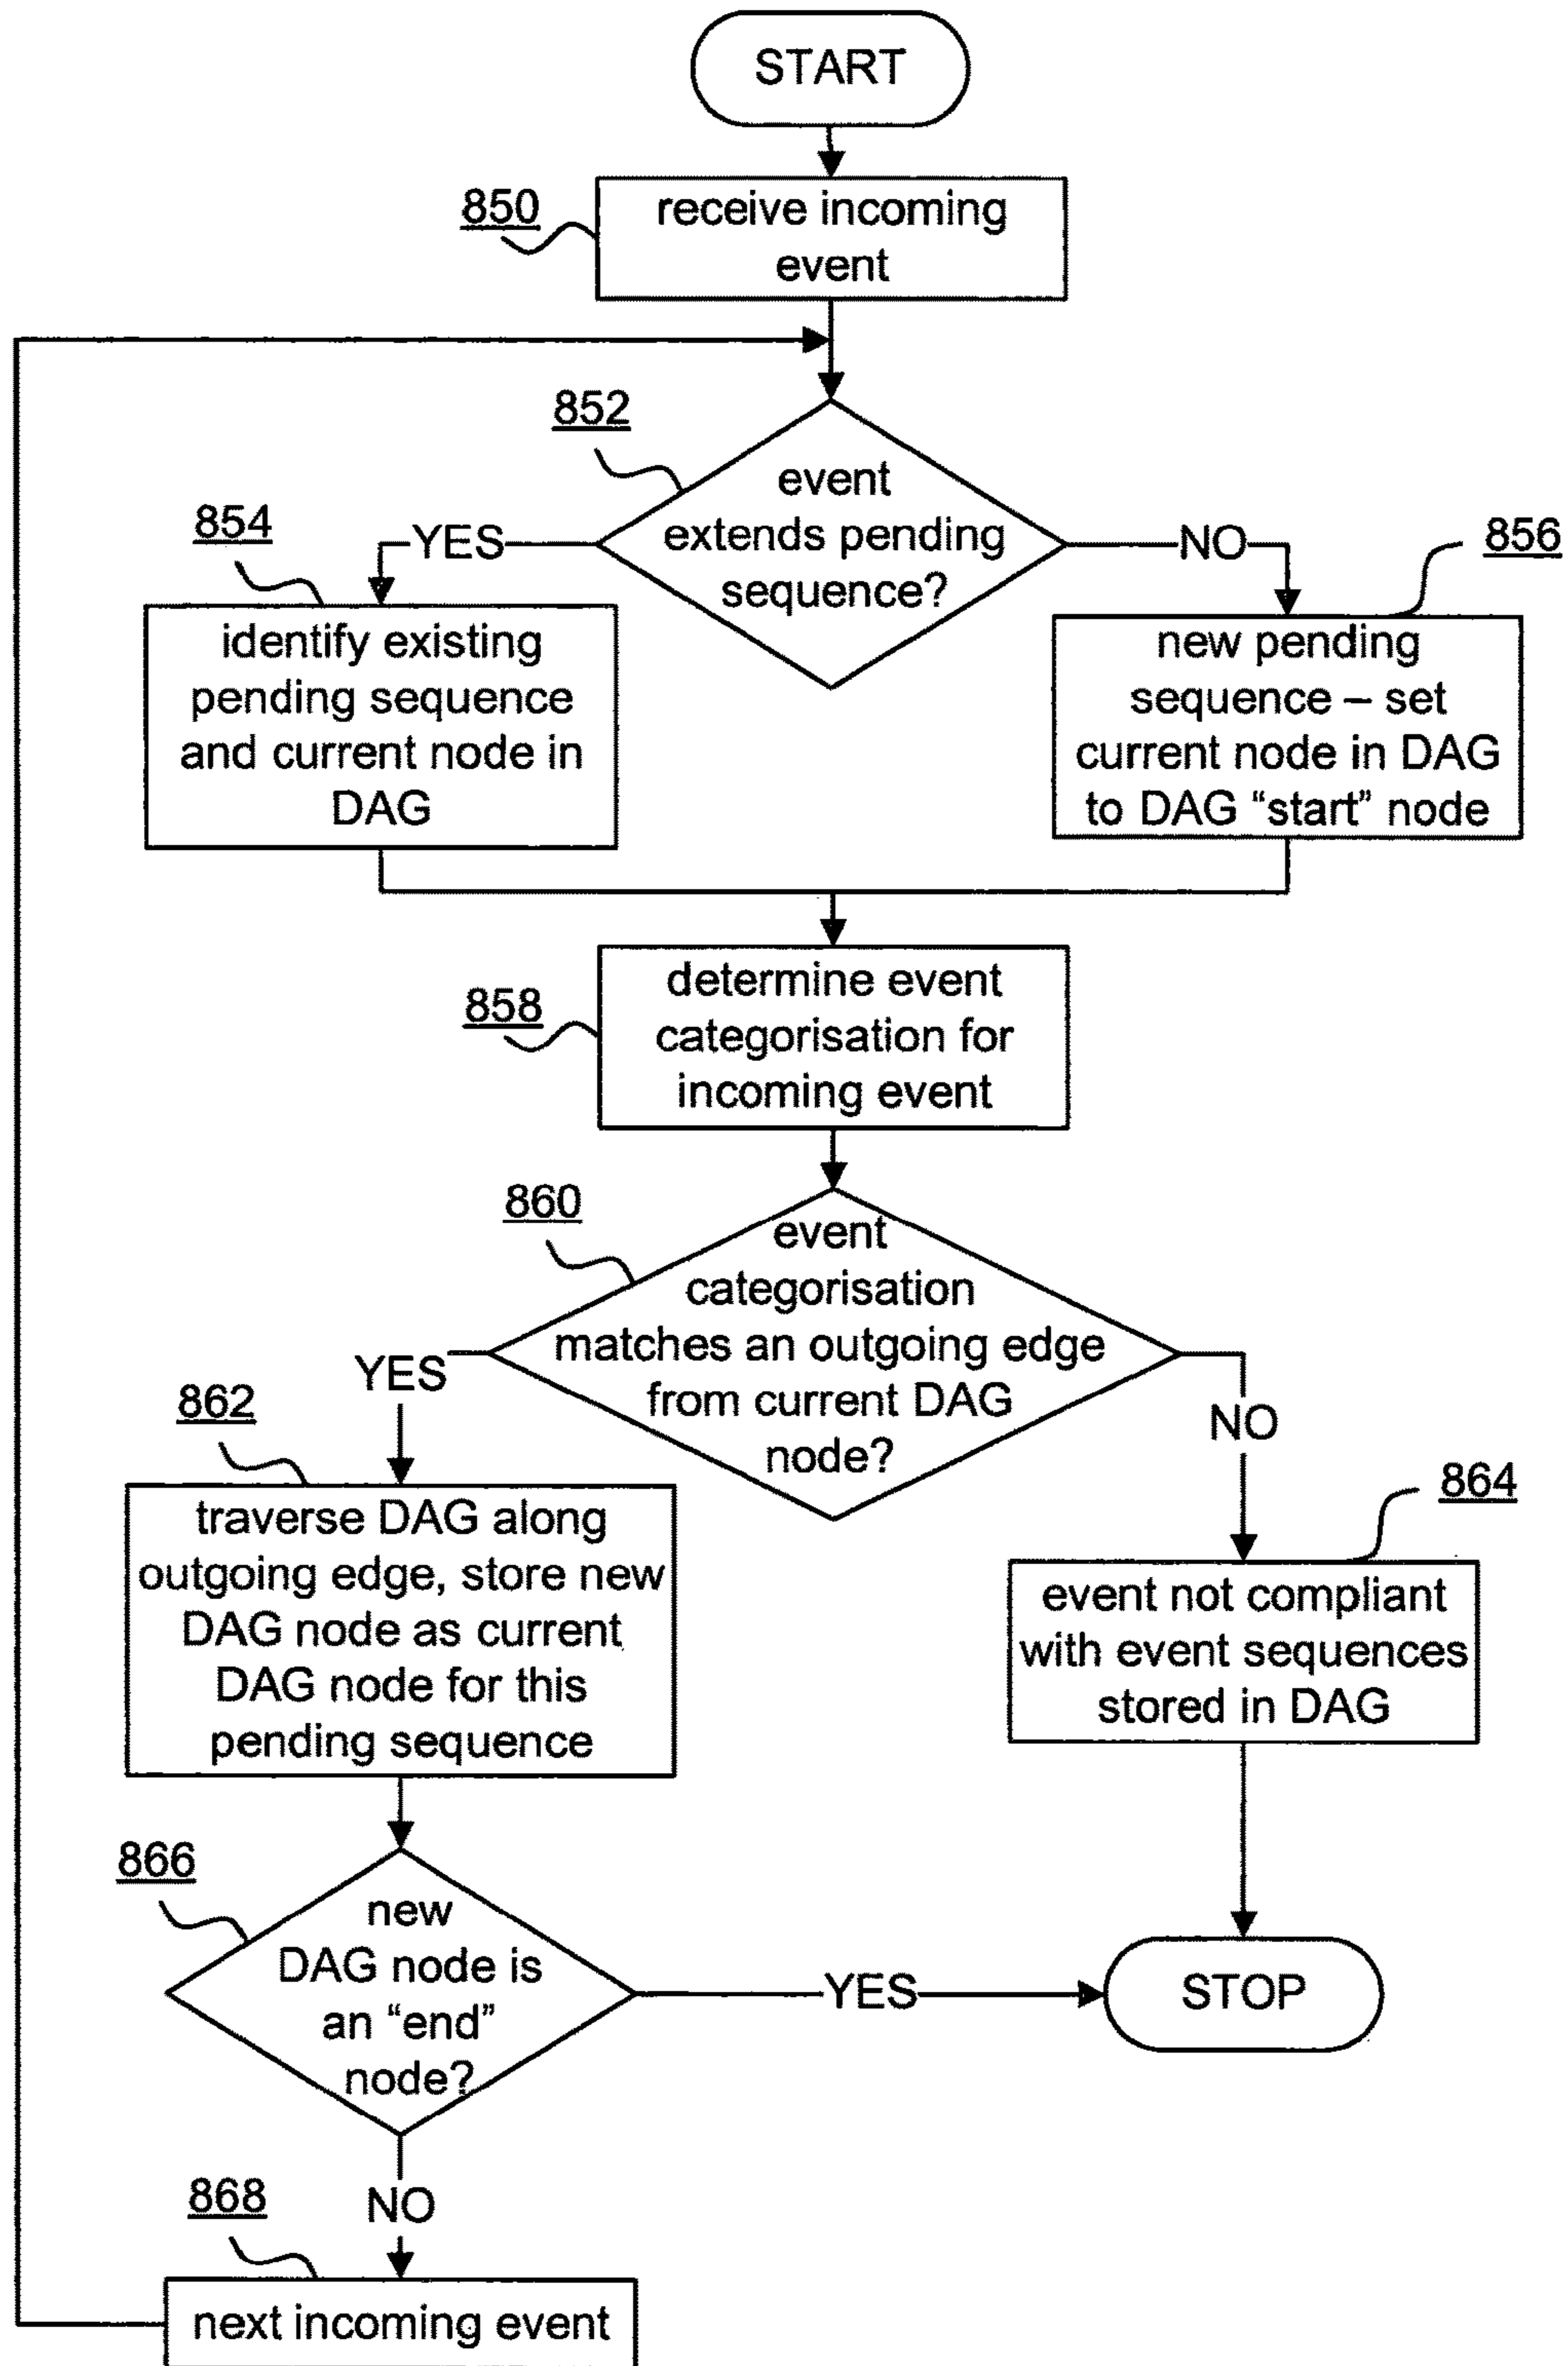 START
850
receive incoming
event
852
event
extends pending
sequence?
YES
NO
854
identify existing
pending sequence
and current node in
DAG
856
new pending
sequence – set
current node in DAG
to DAG “start” node
858
determine event
categorisation for
incoming event
860
event
categorisation
matches an outgoing edge
from current DAG
node?
YES
NO
862
traverse DAG along
outgoing edge, store new
DAG node as current
DAG node for this
pending sequence
864
event not compliant
with event sequences
stored in DAG
866
new
DAG node is
an “end”
node?
YES
STOP
NO
868
next incoming event